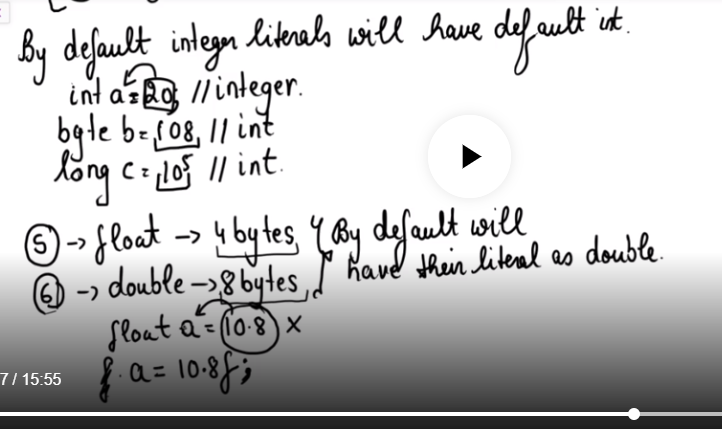 By default integer literals will have default int.
int a = 20; //integer.
byte b = 108, // int
long c = 10⁵; // int.
⑤ -> float -> 4 bytes } By default will
have their literal as double.
⑥ -> double -> 8 bytes
float a = 10.8 ×
f. a = 10.8f;
7 / 15:55